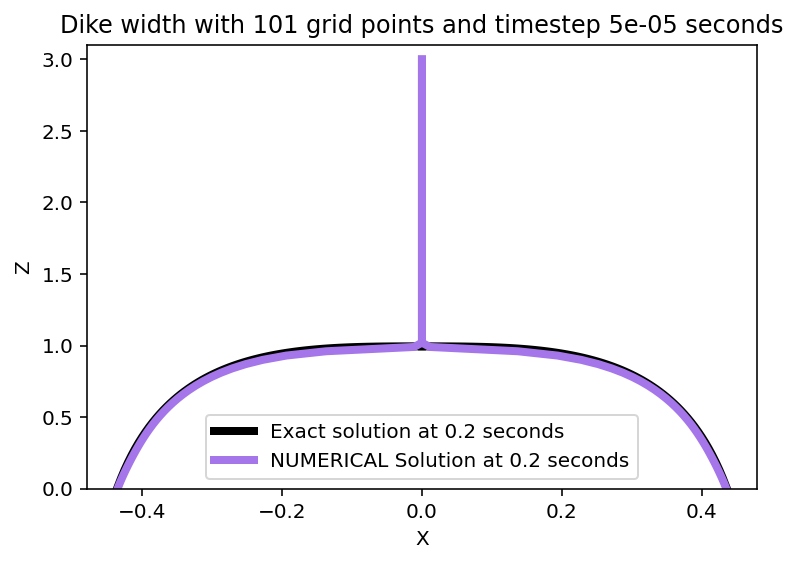 Dike width with 101 grid points and timestep 5e-05 seconds
3.0
2.5
2.0
1.5
1.0
0.5
0.0
Z
Exact solution at 0.2 seconds
NUMERICAL Solution at 0.2 seconds
−0.4 −0.2 0.0 0.2 0.4
X